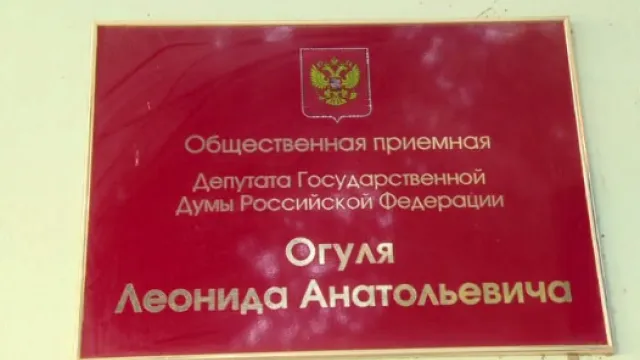 Общественная приемная
Депутата Государственной
Думы Российской Федерации
Огуля
Леонида Анатольевича